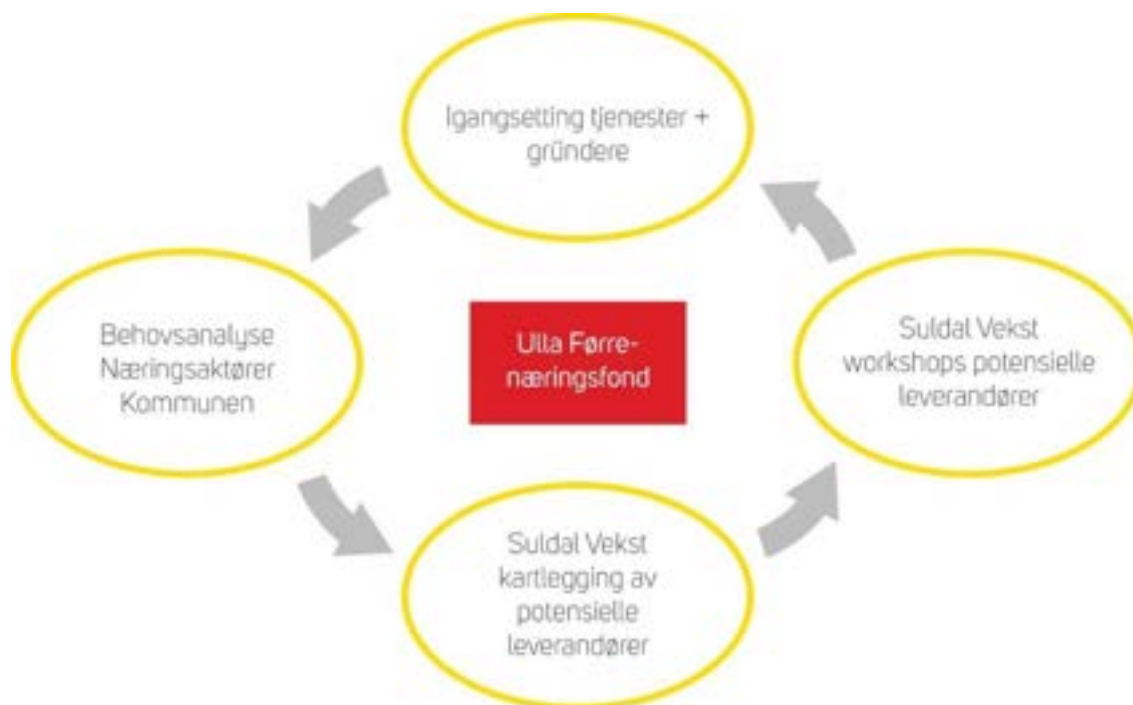 Igangsetting tjenester +
gründere
Behovsanalyse
Næringsaktører
Kommunen
Ulla Førre-
næringsfond
Suldal Vekst
workshops potensielle
leverandører
Suldal Vekst
kartlegging av
potensielle
leverandører